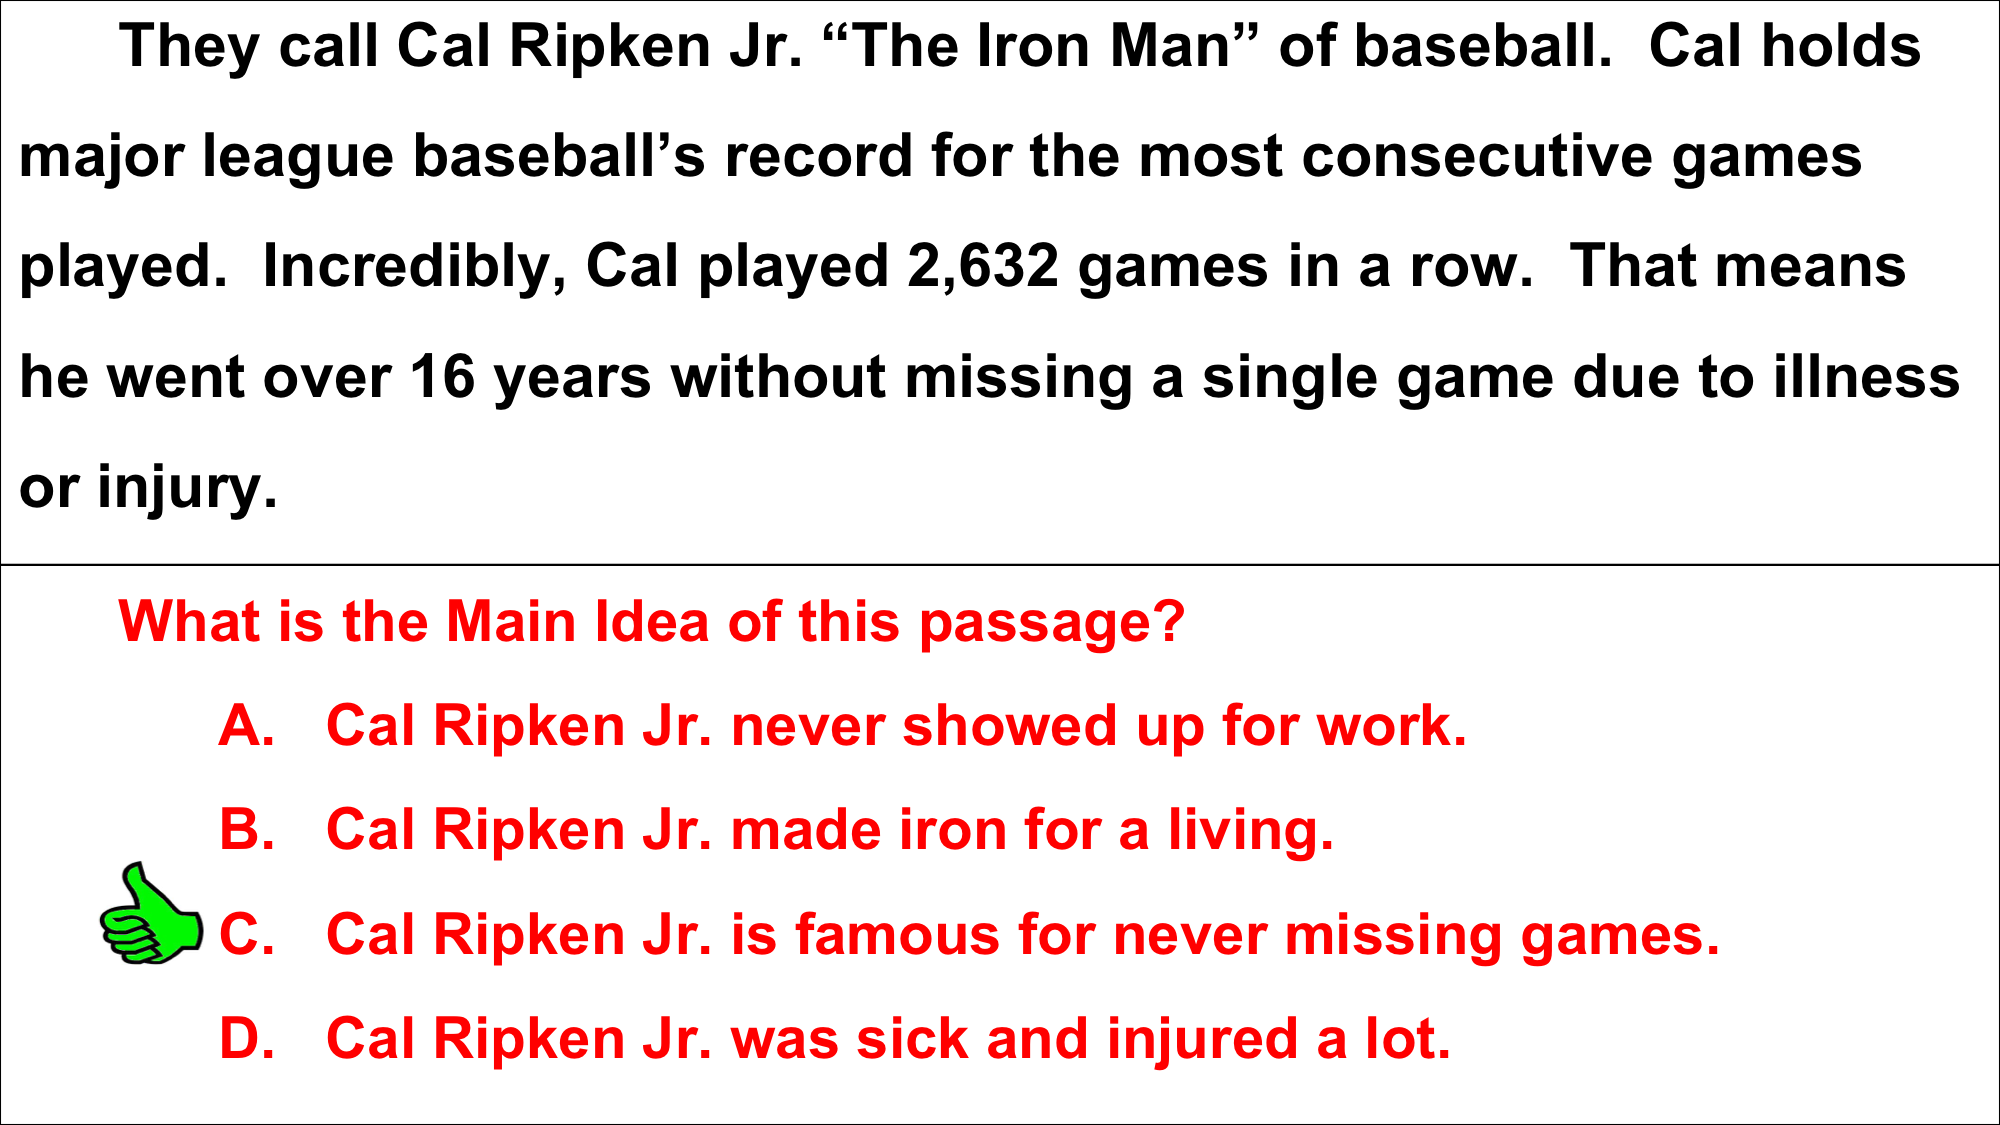 They call Cal Ripken Jr. “The Iron Man” of baseball.  Cal holds
major league baseball’s record for the most consecutive games
played.  Incredibly, Cal played 2,632 games in a row.  That means
he went over 16 years without missing a single game due to illness
or injury.
What is the Main Idea of this passage?
A. Cal Ripken Jr. never showed up for work.
B. Cal Ripken Jr. made iron for a living.
C. Cal Ripken Jr. is famous for never missing games.
D. Cal Ripken Jr. was sick and injured a lot.